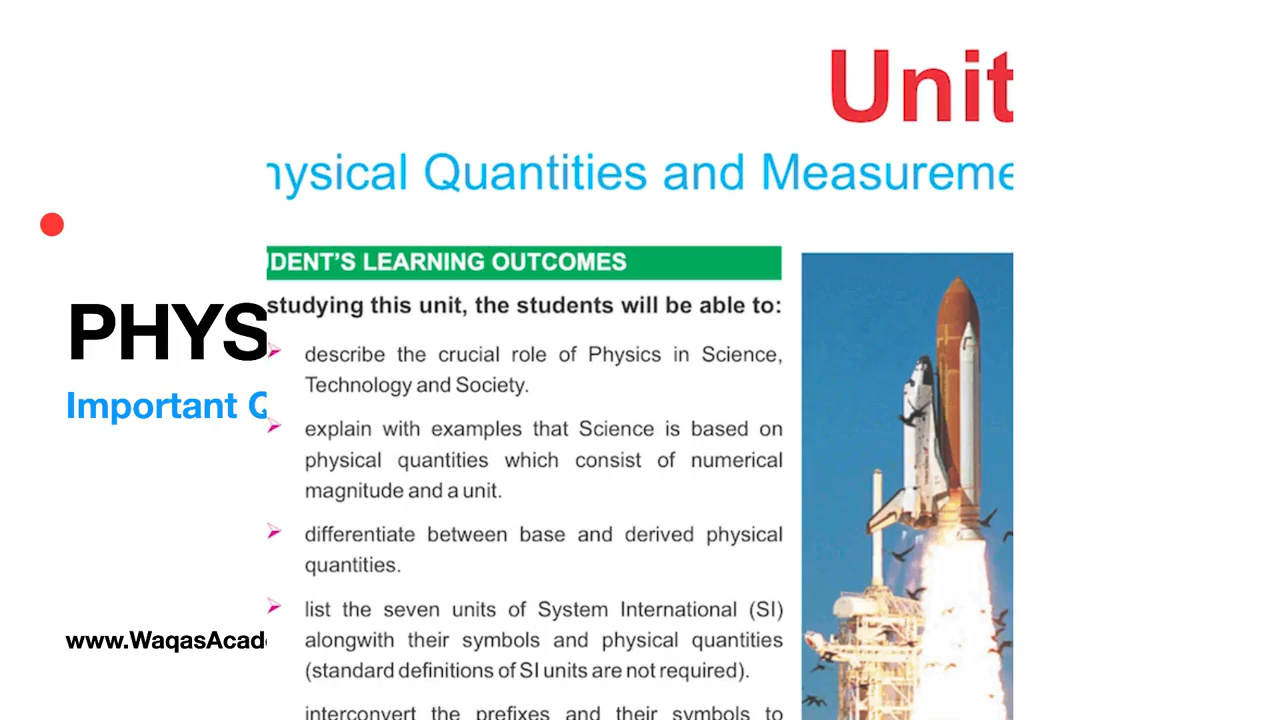 Unit
hysical Quantities and Measureme
UDENT'S LEARNING OUTCOMES
studying this unit, the students will be able to:
PHYS
describe the crucial role of Physics in Science,
Technology and Society.
Important Q
explain with examples that Science is based on
physical quantities which consist of numerical
magnitude and a unit.
differentiate between base and derived physical
quantities.
list the seven units of System International (SI)
www.WaqasAcade
alongwith their symbols and physical quantities
(standard definitions of SI units are not required).
interconvert the prefixes and their symbols to